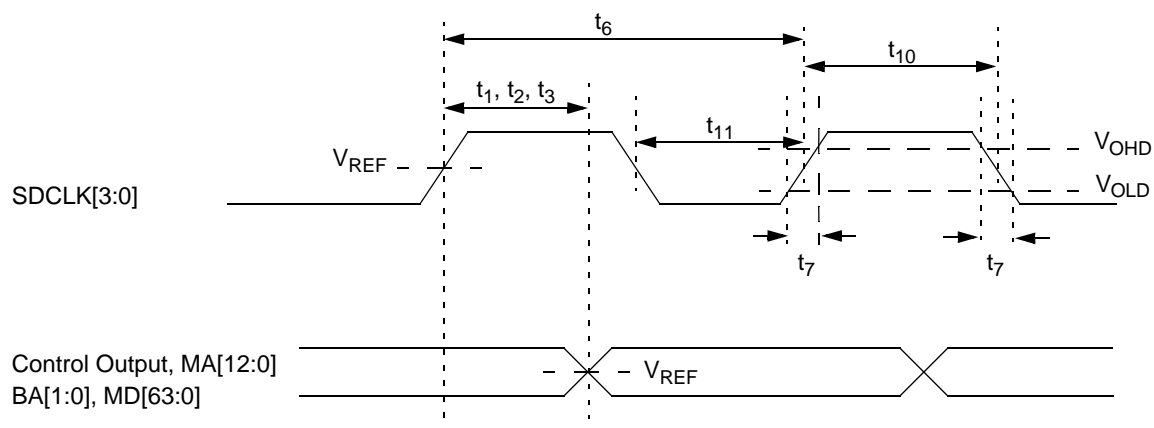 t6
t10
t1, t2, t3
t11
VREF
VOHD
VOLD
SDCLK[3:0]
t7
t7
Control Output, MA[12:0]
BA[1:0], MD[63:0]
VREF